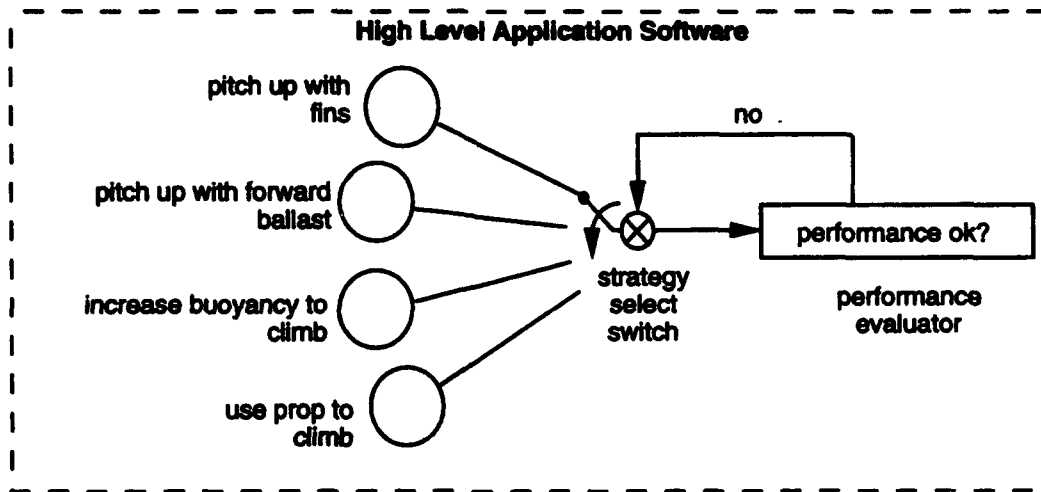 High Level Application Software
pitch up with
fins
no
pitch up with forward
ballast
performance ok?
strategy
select
switch
increase buoyancy to
climb
performance
evaluator
use prop to
climb